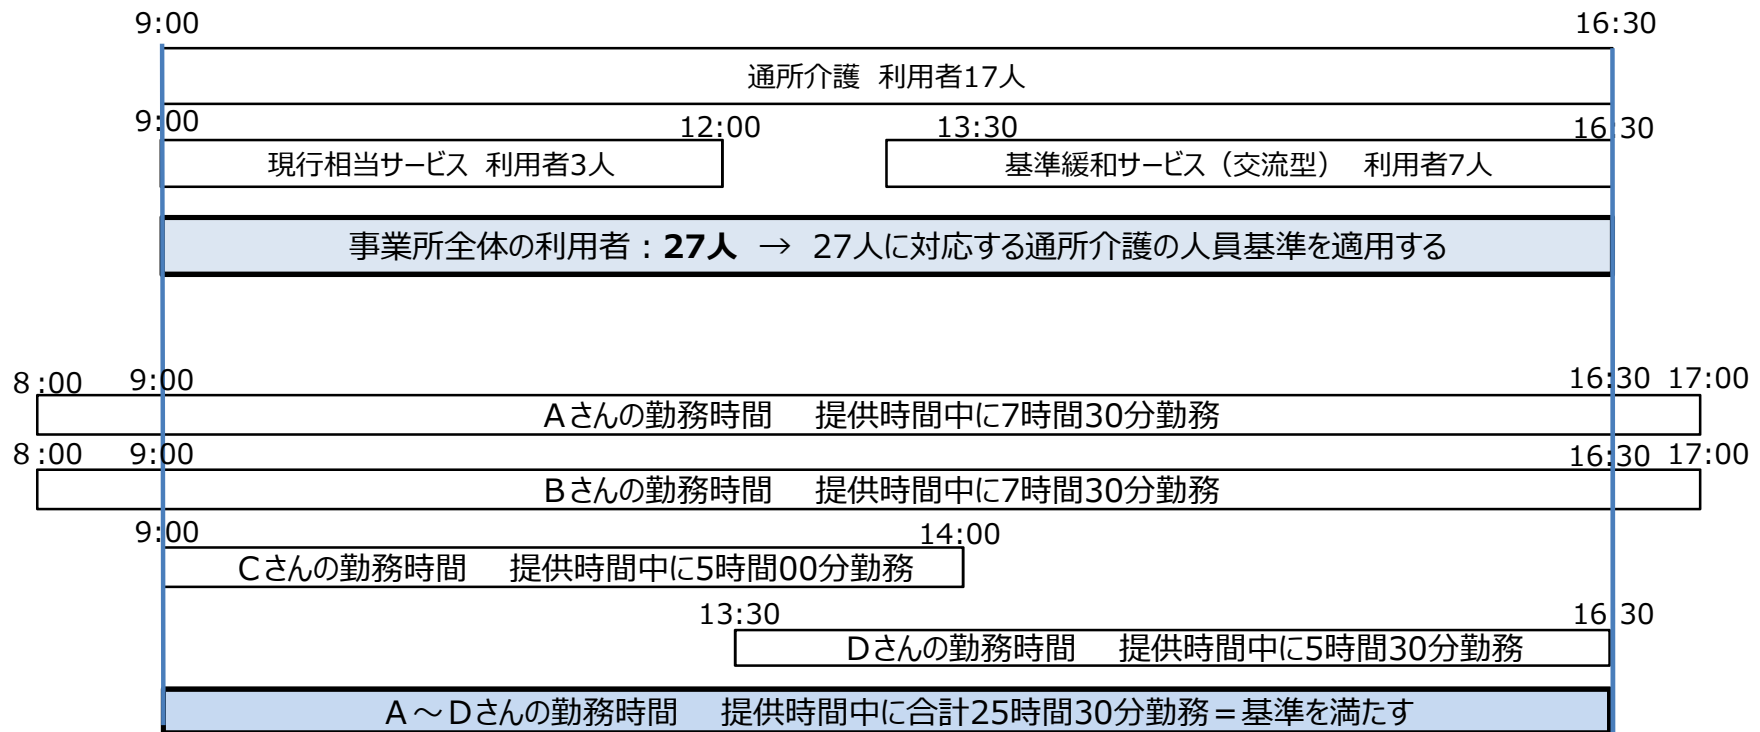 9:00 16:30
通所介護 利用者17人
9:00 12:00 13:30 16:30
現行相当サービス 利用者3人 基準緩和サービス（交流型） 利用者7人
事業所全体の利用者：27人 → 27人に対応する通所介護の人員基準を適用する
8:00 9:00 16:30 17:00
Aさんの勤務時間 提供時間中に7時間30分勤務
8:00 9:00 16:30 17:00
Bさんの勤務時間 提供時間中に7時間30分勤務
9:00 14:00
Cさんの勤務時間 提供時間中に5時間00分勤務
13:30 16:30
Dさんの勤務時間 提供時間中に5時間30分勤務
A～Dさんの勤務時間 提供時間中に合計25時間30分勤務＝基準を満たす